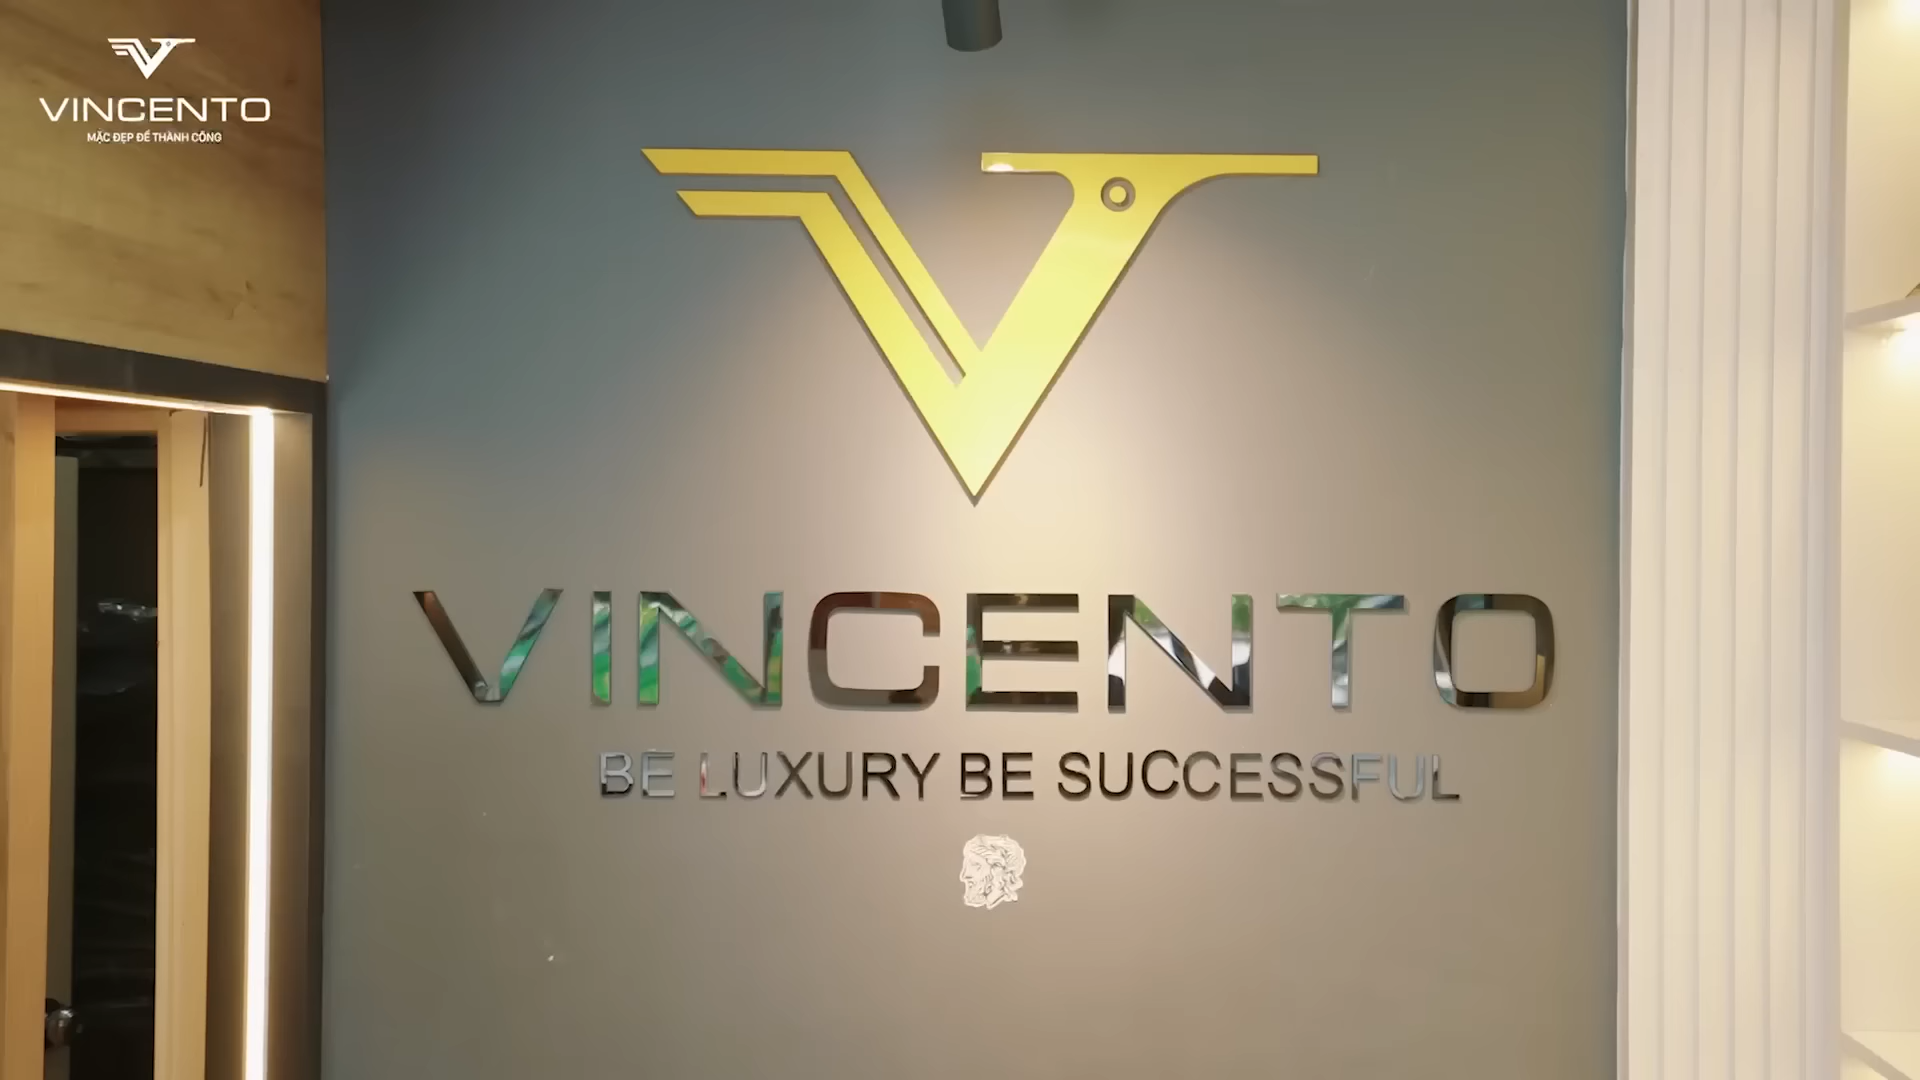 VINCENTO
MẶC ĐẸP ĐỂ THÀNH CÔNG
VINCENTO
BE LUXURY BE SUCCESSFUL